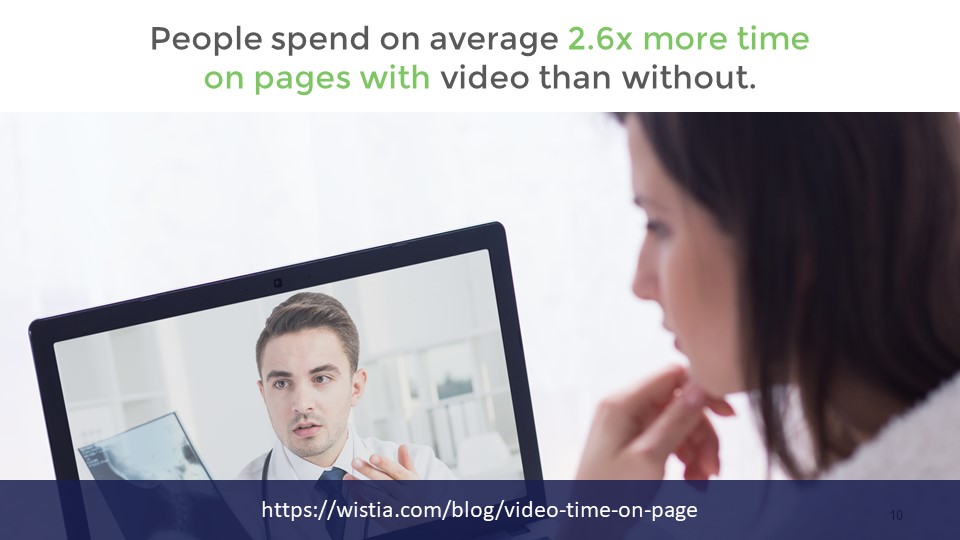 People spend on average 2.6x more time
on pages with video than without.
https://wistia.com/blog/video-time-on-page
10